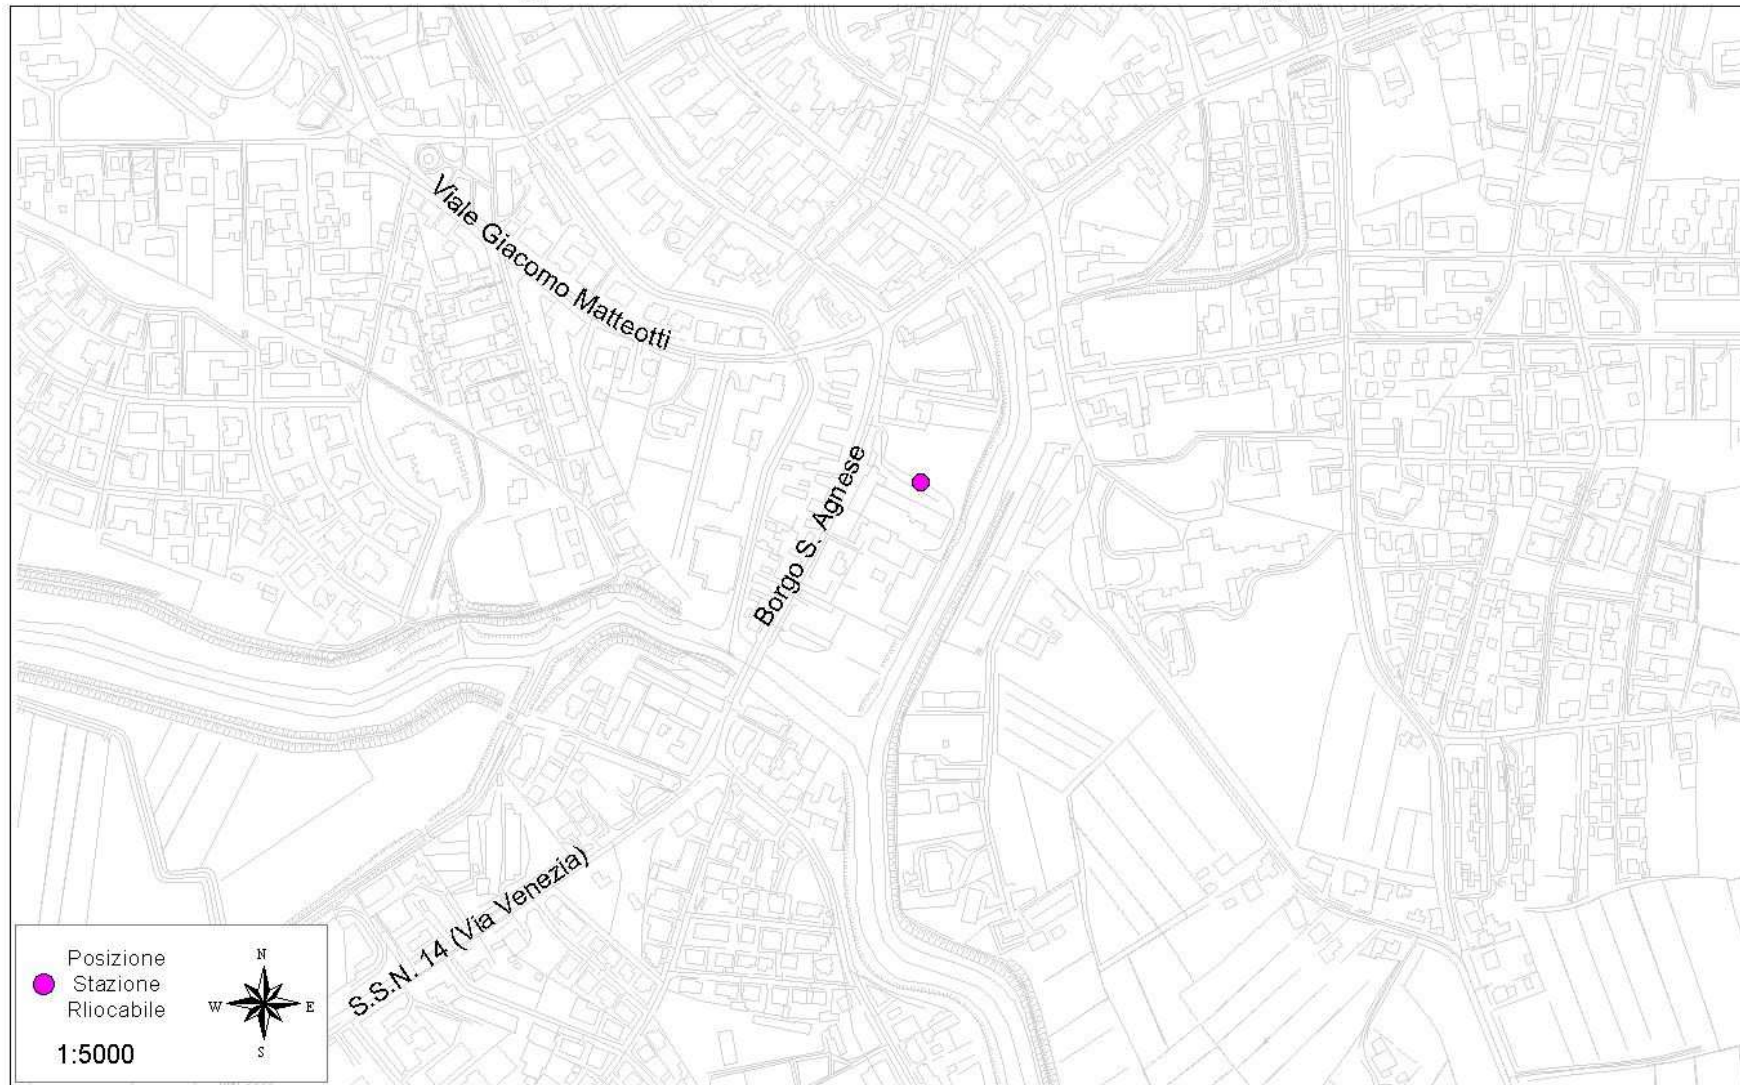 Viale Giacomo Matteotti
Borgo S. Agnese
S.S.N. 14 (Via Venezia)
Posizione
Stazione
Rliocabile
N
W
E
S
1:5000